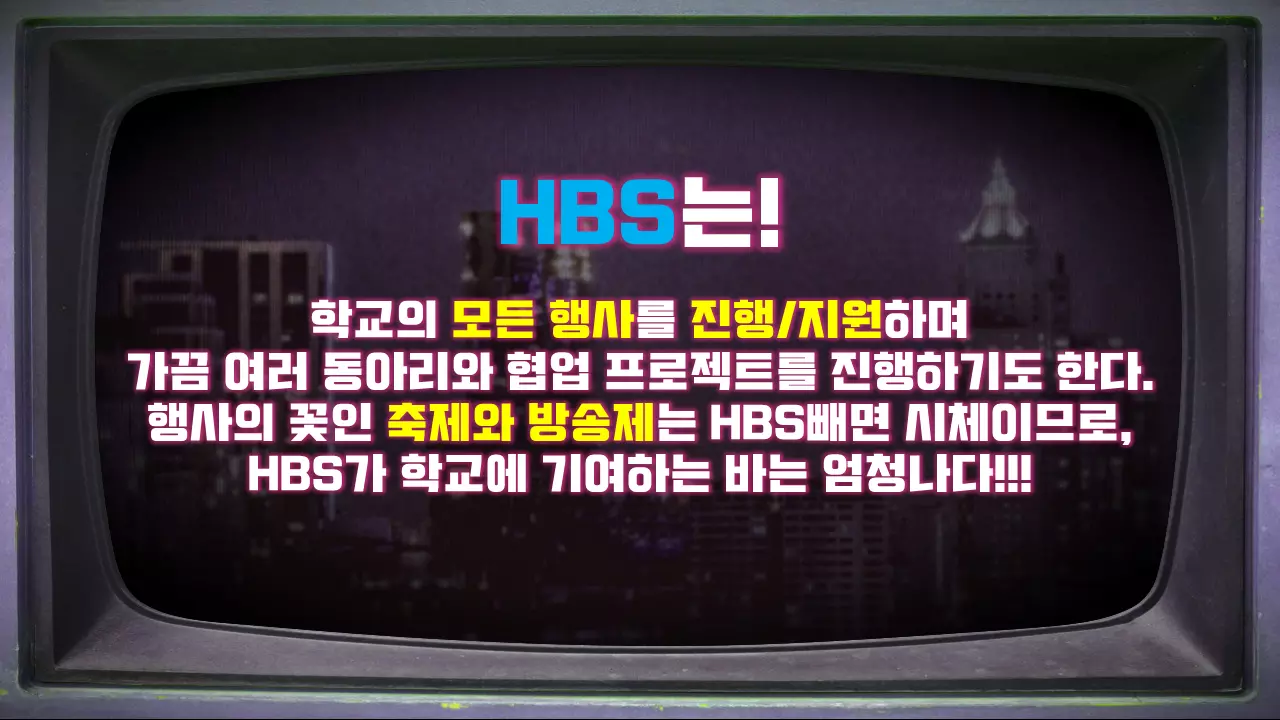 HBS는!
학교의 모든 행사를 진행/지원하며
가끔 여러 동아리와 협업 프로젝트를 진행하기도 한다.
행사의 꽃인 축제와 방송제는 HBS빼면 시체이므로,
HBS가 학교에 기여하는 바는 엄청나다!!!